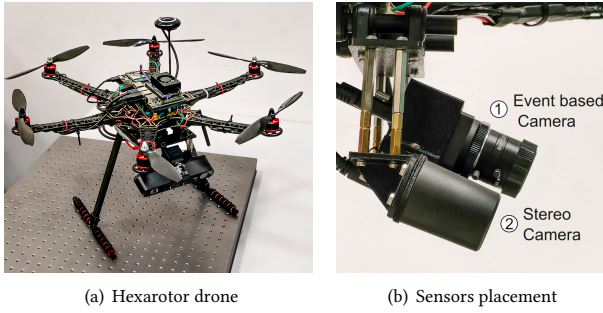 ① Event based
Camera
② Stereo
Camera
(a) Hexarotor drone
(b) Sensors placement